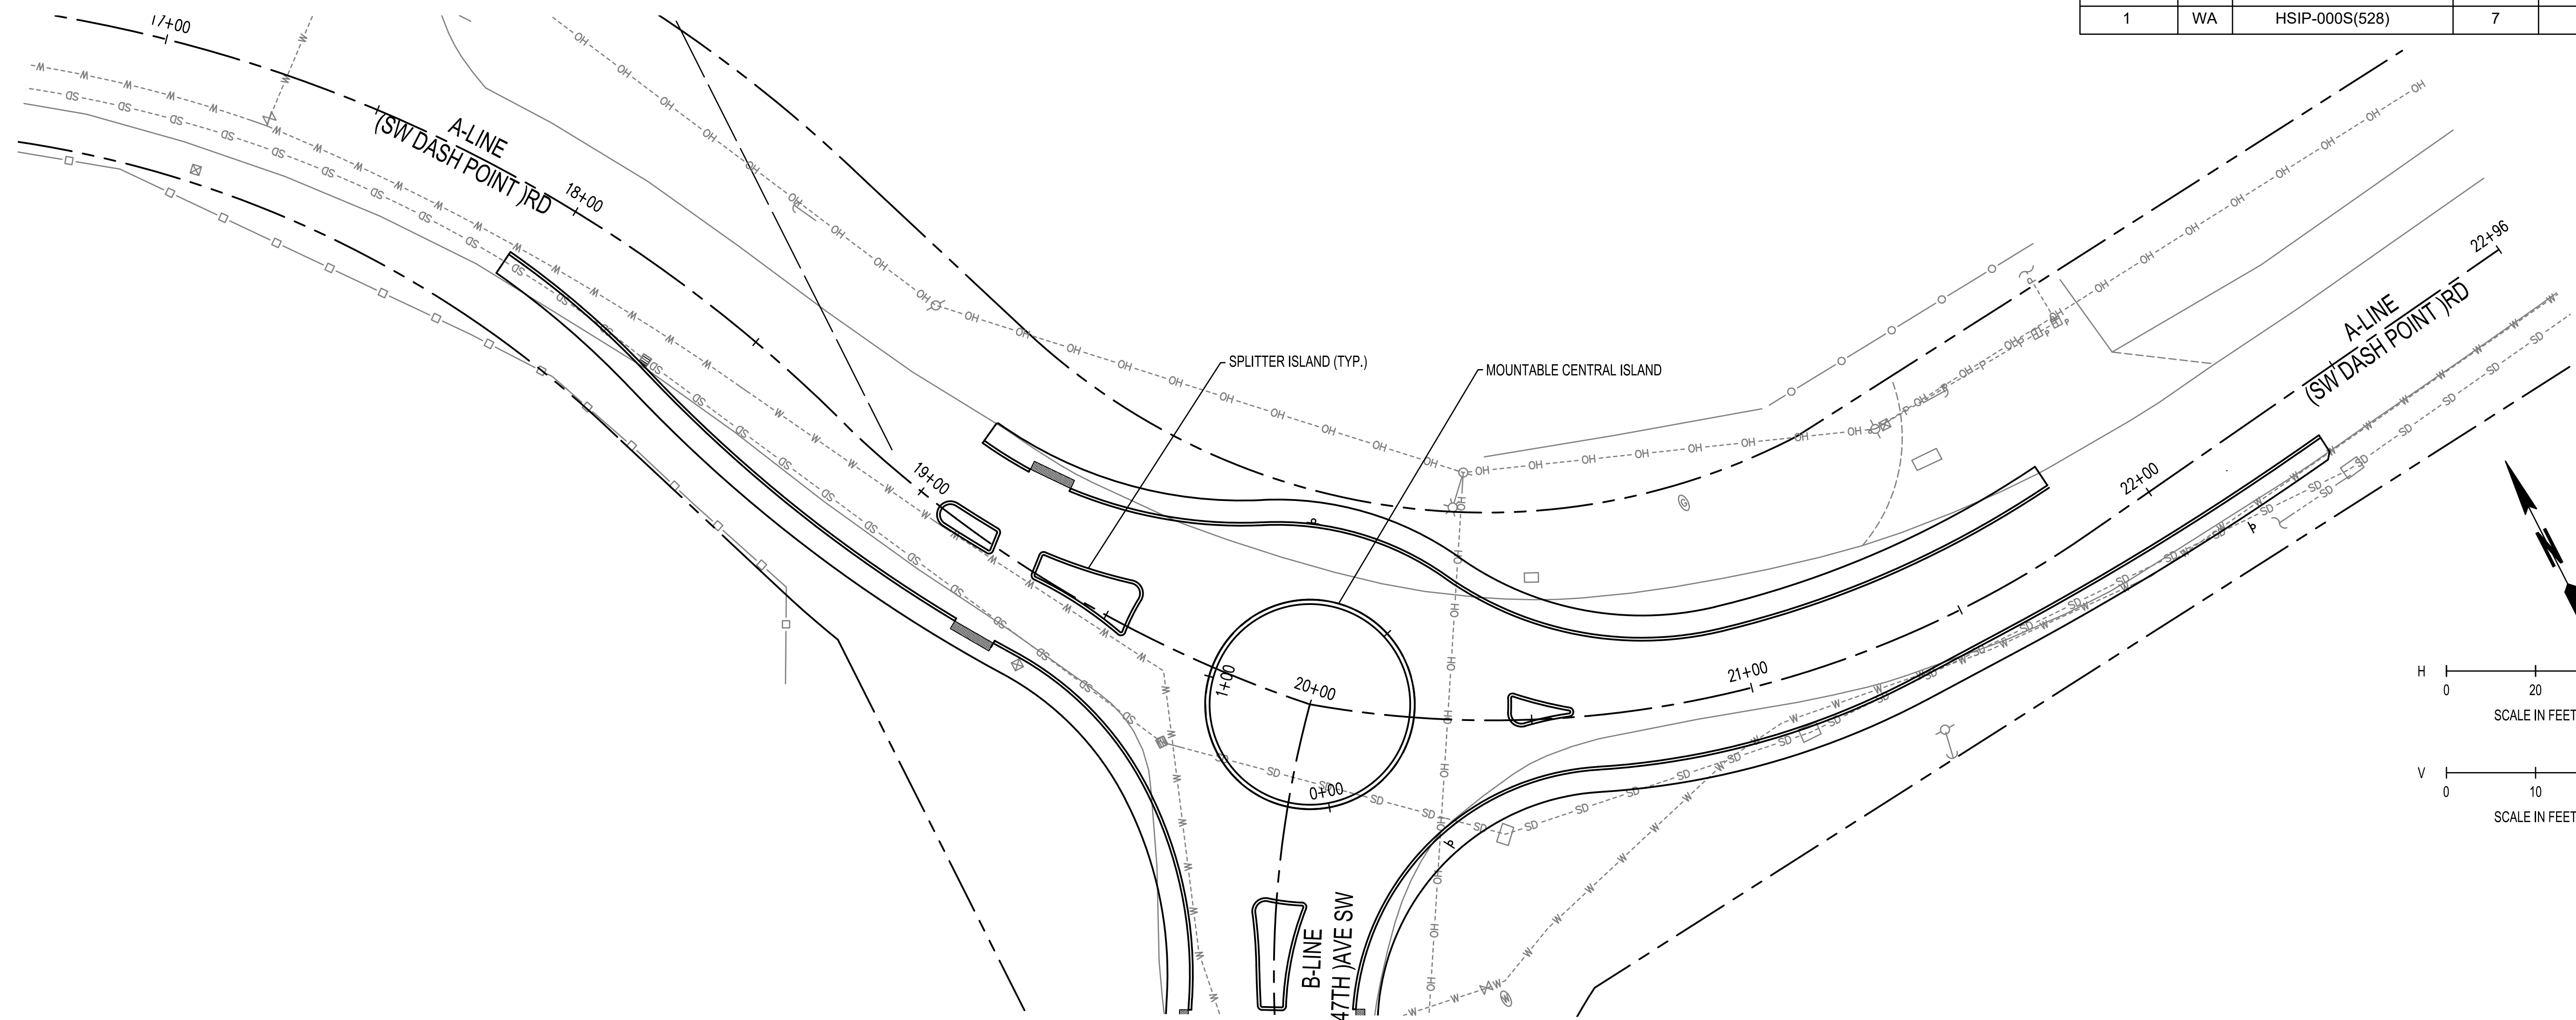 1 WA HSIP-000S(528) 7
17+00
A-LINE
(SW DASH POINT )RD
18+00
19+00
SPLITTER ISLAND (TYP.)
MOUNTABLE CENTRAL ISLAND
22+96
A-LINE
(SW DASH POINT )RD
22+00
21+00
20+00
1+00
0+00
B-LINE
47TH )AVE SW
N
H
0 20
SCALE IN FEET
V
0 10
SCALE IN FEET